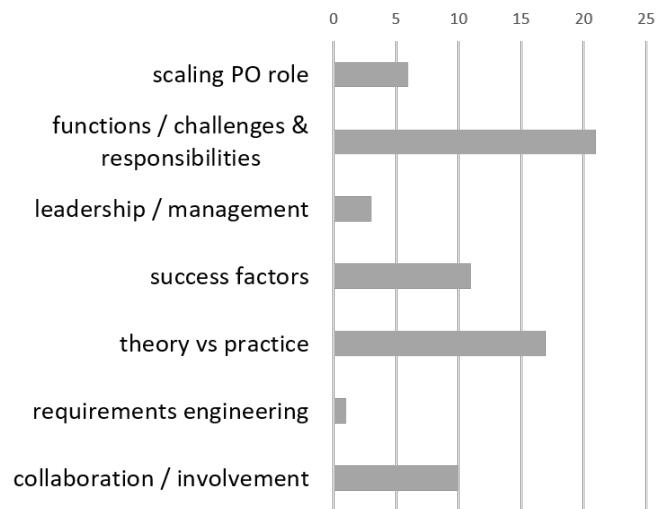 0 5 10 15 20 25
scaling PO role
functions / challenges &
responsibilities
leadership / management
success factors
theory vs practice
requirements engineering
collaboration / involvement